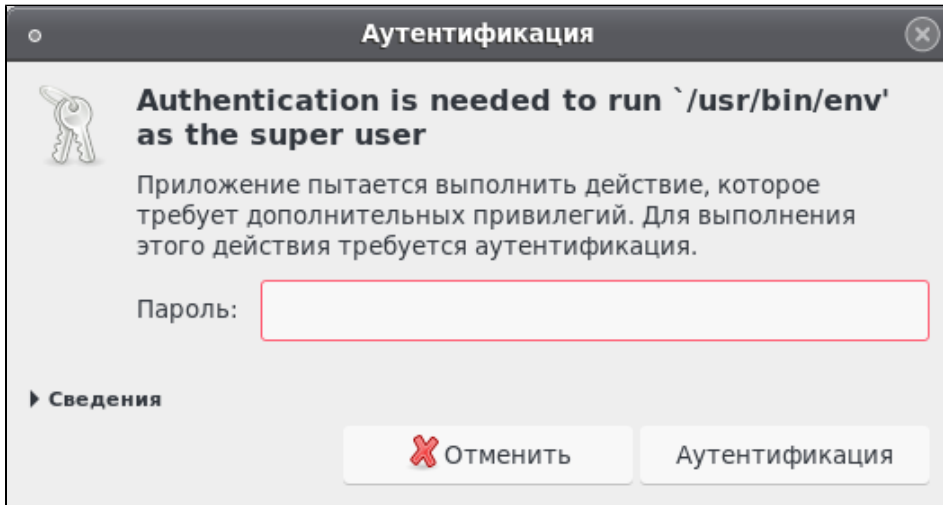 Аутентификация
Authentication is needed to run `/usr/bin/env'
as the super user
Приложение пытается выполнить действие, которое
требует дополнительных привилегий. Для выполнения
этого действия требуется аутентификация.
Пароль:
Сведения
Отменить
Аутентификация